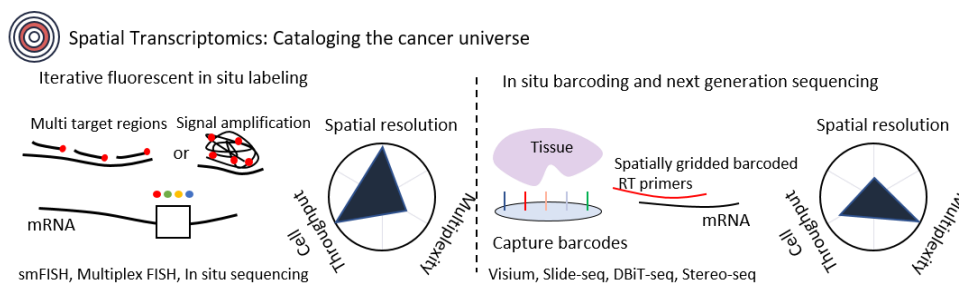 Spatial Transcriptomics: Cataloging the cancer universe
Iterative fluorescent in situ labeling
Multi target regions
or
Signal amplification
mRNA
Spatial resolution
Cell
Throughput
Multiplexity
smFISH, Multiplex FISH, In situ sequencing
In situ barcoding and next generation sequencing
Tissue
Capture barcodes
Spatially gridded barcoded
RT primers
mRNA
Spatial resolution
Cell
Throughput
Multiplexity
Visium, Slide-seq, DBiT-seq, Stereo-seq